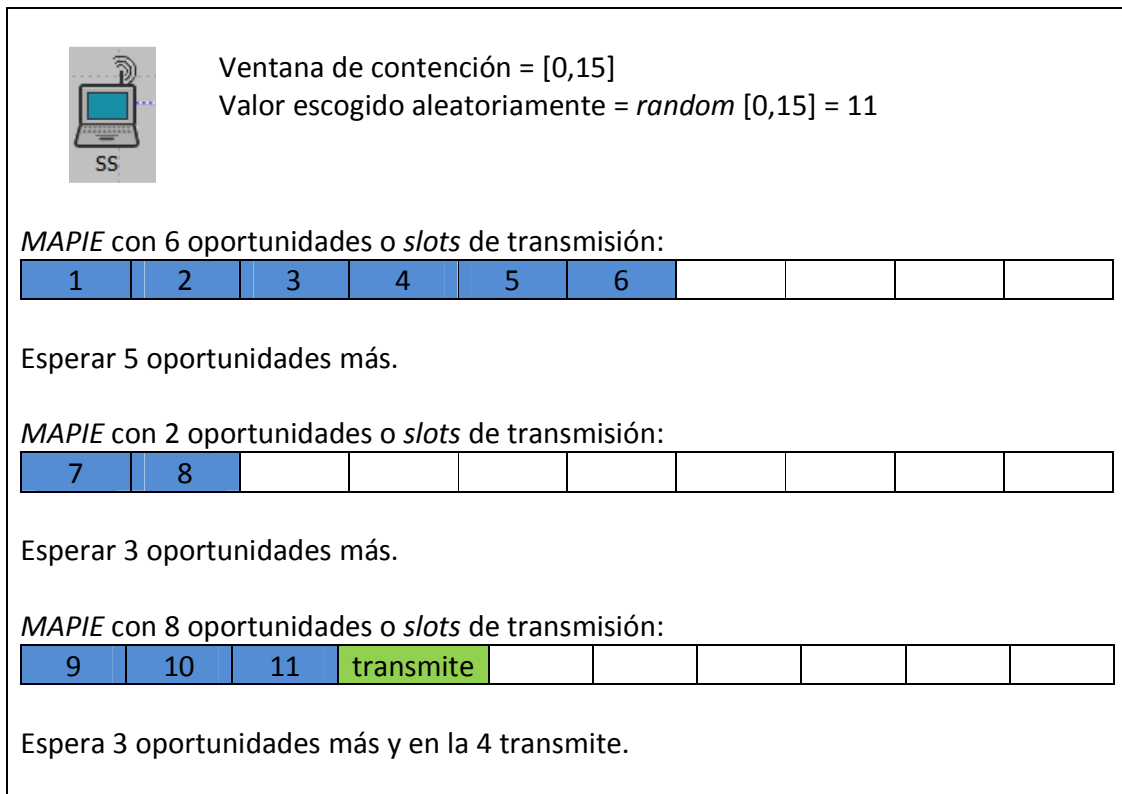 Ventana de contención = [0,15]
Valor escogido aleatoriamente = random [0,15] = 11
SS
MAPIE con 6 oportunidades o slots de transmisión:
1 2 3 4 5 6
Esperar 5 oportunidades más.
MAPIE con 2 oportunidades o slots de transmisión:
7 8
Esperar 3 oportunidades más.
MAPIE con 8 oportunidades o slots de transmisión:
9 10 11 transmite
Espera 3 oportunidades más y en la 4 transmite.